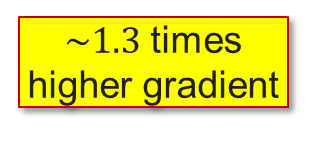 ~1.3 times
higher gradient